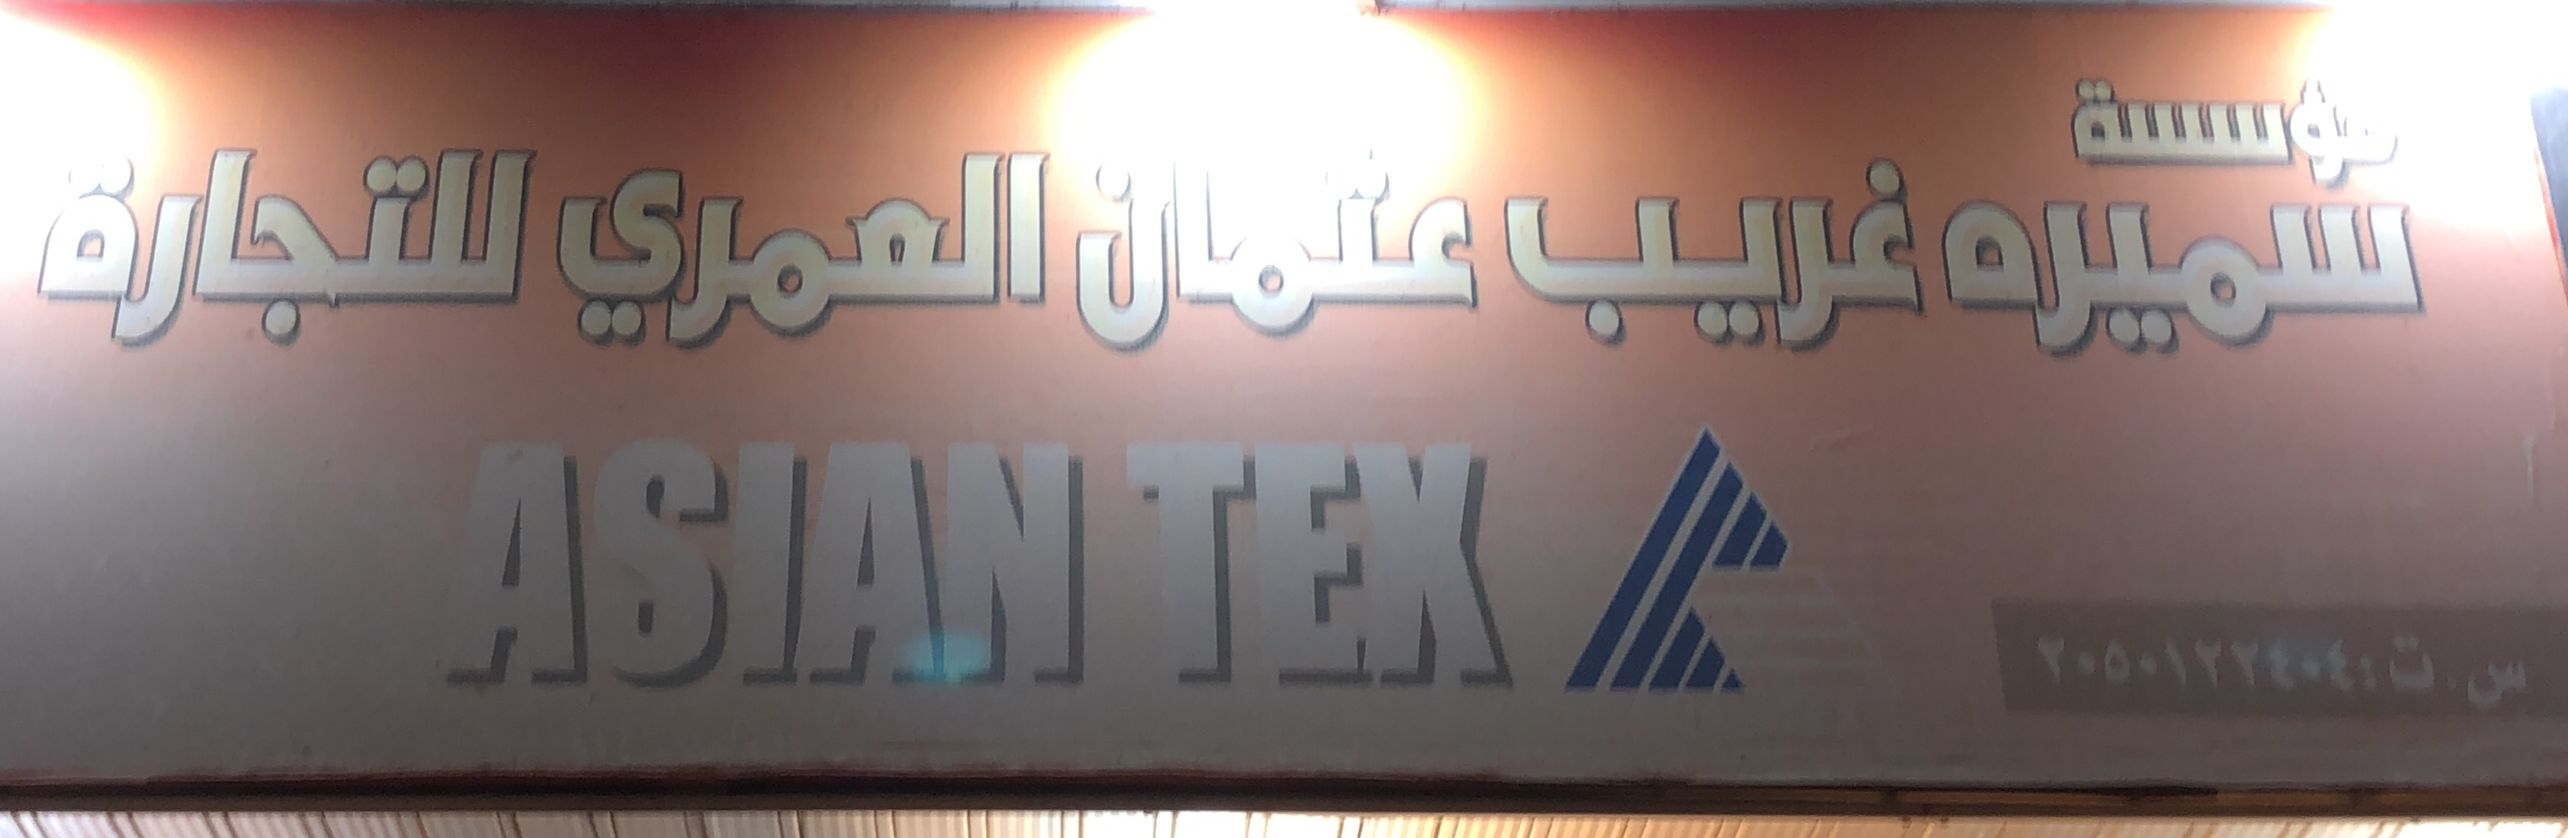 مؤسسة
سميره غريب عثمان العمري للتجارة
ASIAN TEX
س.ت: ٢٠٥٠١٢٢٤٠٤